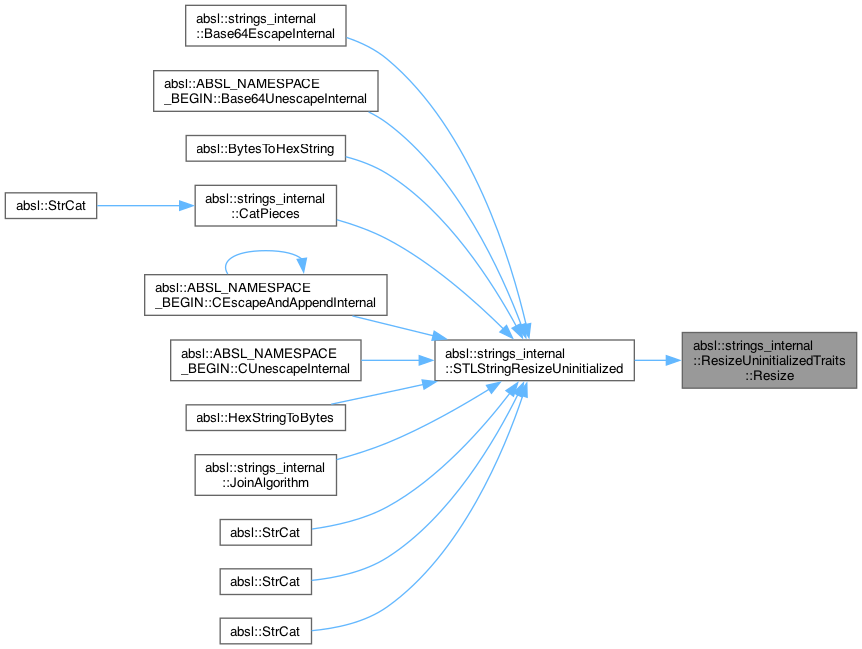 absl::strings_internal
::Base64EscapeInternal
absl::ABSL_NAMESPACE
_BEGIN::Base64UnescapeInternal
absl::BytesToHexString
absl::strings_internal
::CatPieces
absl::StrCat
absl::ABSL_NAMESPACE
_BEGIN::CEscapeAndAppendInternal
absl::ABSL_NAMESPACE
_BEGIN::CUnescapeInternal
absl::HexStringToBytes
absl::strings_internal
::JoinAlgorithm
absl::StrCat
absl::StrCat
absl::StrCat
absl::strings_internal
::STLStringResizeUninitialized
absl::strings_internal
::ResizeUninitializedTraits
::Resize